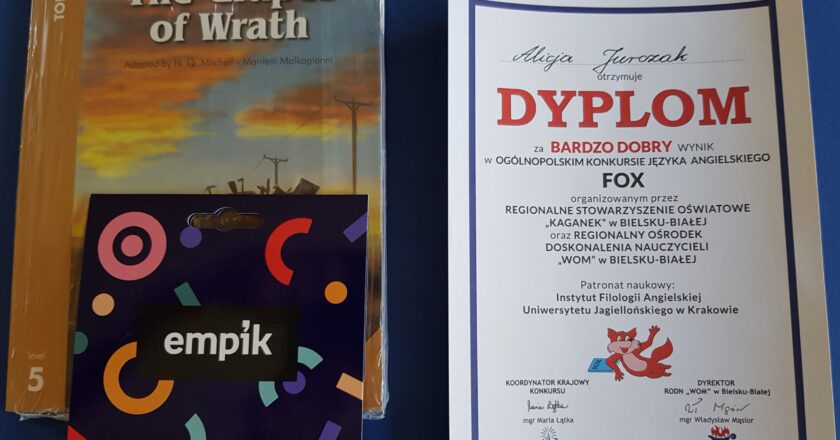 of Wrath
Adapted by H. Q. Mitchell - Marileni Malkogianni
level
5
empik
Alicja Jurczak
otrzymuje
DYPLOM
za BARDZO DOBRY WYNIK
w OGÓLNOPOLSKIM KONKURSIE JĘZYKA ANGIELSKIEGO
FOX
organizowanym przez
REGIONALNE STOWARZYSZENIE OŚWIATOWE
„KAGANEK” w BIELSKU-BIAŁEJ
oraz REGIONALNY OŚRODEK
DOSKONALENIA NAUCZYCIELI
„WOM” w BIELSKU-BIAŁEJ
Patronat naukowy:
Instytut Filologii Angielskiej
Uniwersytetu Jagiellońskiego w Krakowie
FOX
KOORDYNATOR KRAJOWY
KONKURSU
mgr Maria Łątka
DYREKTOR
RODN „WOM” w Bielsku-Białej
mgr Władysław Mąsior